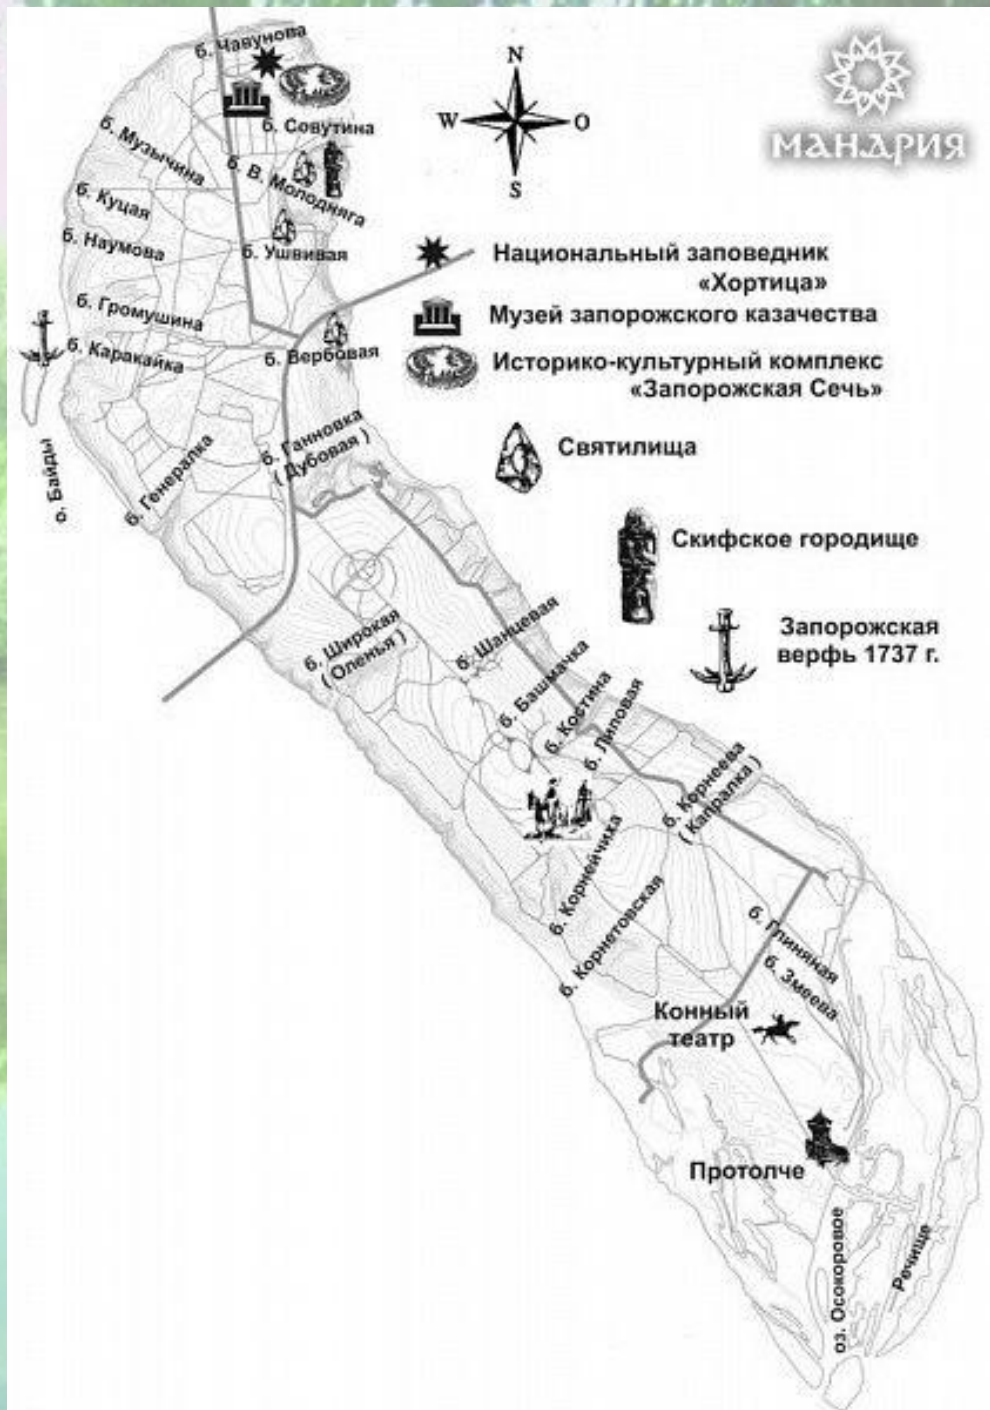 б. Чавунова
N
W
O
S
МАНДРИЯ
б. Совутина
б. Музычина
б. В. Молодняга
б. Куцая
б. Наумова
б. Ушвивая
Национальный заповедник
«Хортица»
б. Громушина
Музей запорожского казачества
б. Каракайка
б. Вербовая
Историко-культурный комплекс
«Запорожская Сечь»
о. Байды
б. Генералка
б. Ганновка
( Дубовая )
Святилища
Скифское городище
б. Широкая
( Оленья )
б. Шанцевая
Запорожская
верфь 1737 г.
б. Башмачка
б. Костина
б. Липовая
б. Корнеева
( Капралка )
б. Корнейчиха
б. Корнетовская
б. Глиняная
б. Змеева
Конный
театр
Протолче
оз. Осокоровое
Речище